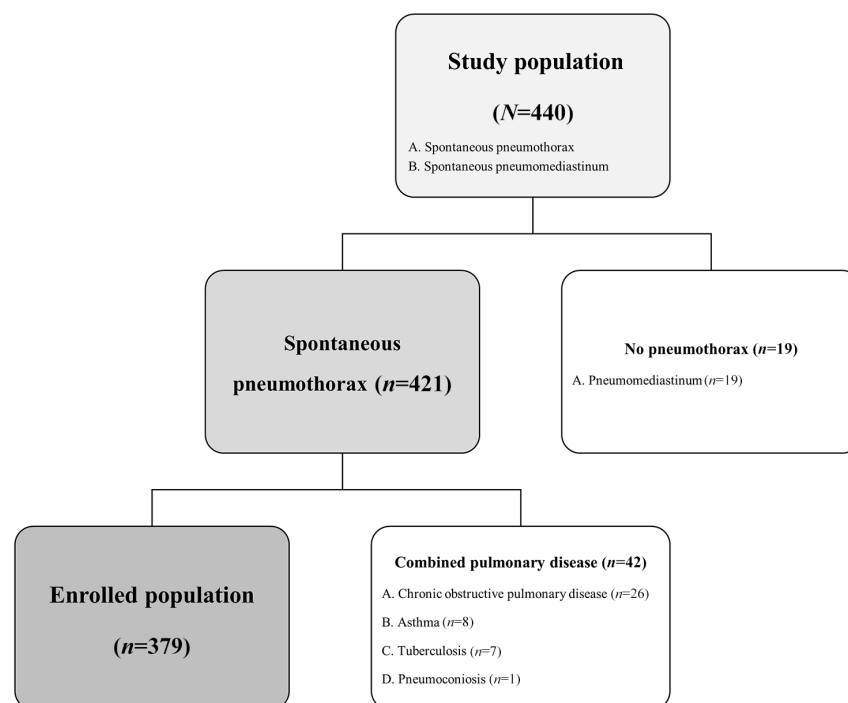 Study population
(N=440)
A. Spontaneous pneumothorax
B. Spontaneous pneumomediastinum
Spontaneous
pneumothorax (n=421)
No pneumothorax (n=19)
A. Pneumomediastinum (n=19)
Enrolled population
(n=379)
Combined pulmonary disease (n=42)
A. Chronic obstructive pulmonary disease (n=26)
B. Asthma (n=8)
C. Tuberculosis (n=7)
D. Pneumoconiosis (n=1)